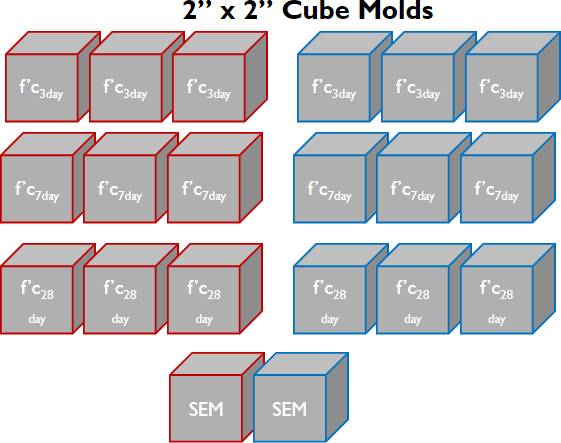 2” x 2” Cube Molds
f’c3day f’c3day f’c3day f’c3day f’c3day f’c3day
f’c7day f’c7day f’c7day f’c7day f’c7day f’c7day
f’c28 f’c28 f’c28 f’c28 f’c28 f’c28
day day day day day day
SEM SEM